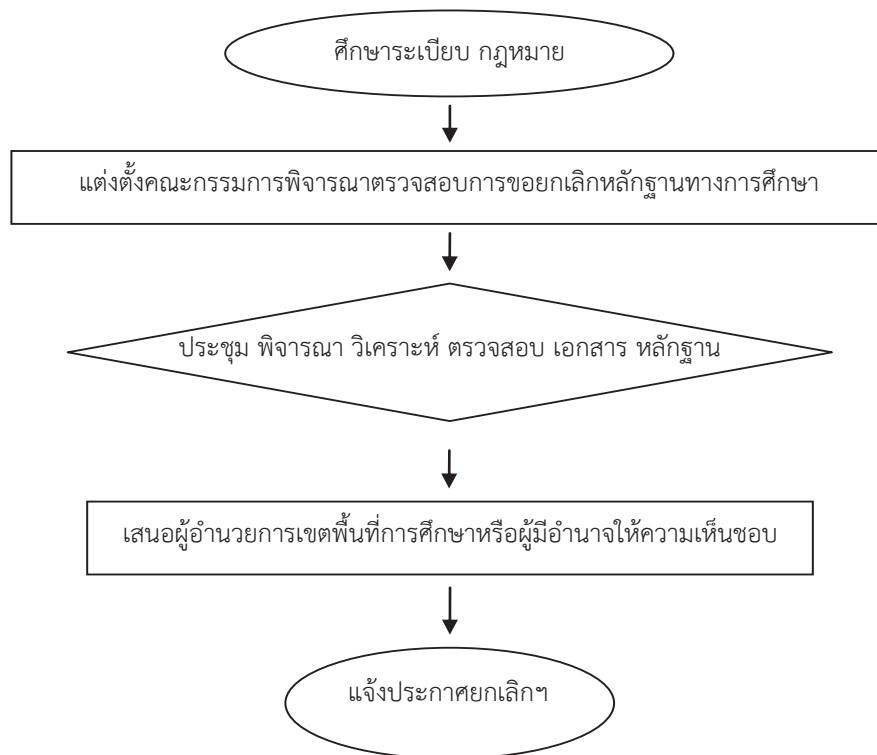 ศึกษาระเบียบ กฎหมาย
แต่งตั้งคณะกรรมการพิจารณาตรวจสอบการขอยกเลิกหลักฐานทางการศึกษา
ประชุม พิจารณา วิเคราะห์ ตรวจสอบ เอกสาร หลักฐาน
เสนอผู้อำนวยการเขตพื้นที่การศึกษาหรือผู้มีอำนาจให้ความเห็นชอบ
แจ้งประกาศยกเลิกฯ